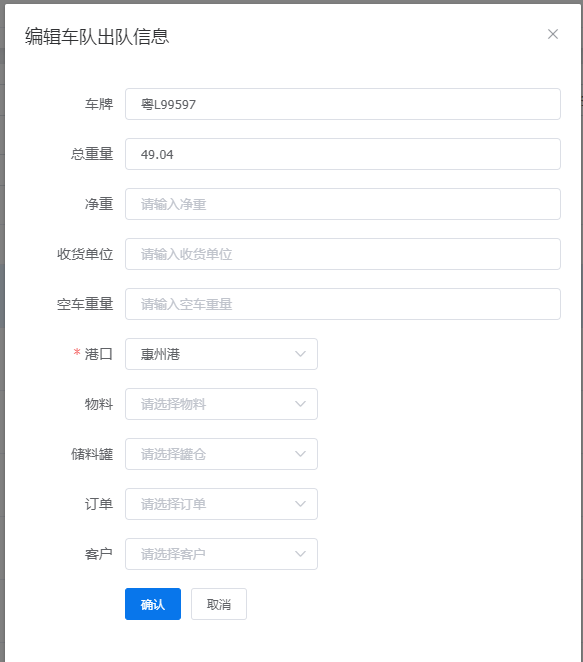 编辑车队出队信息
车牌 粤L99597
总重量 49.04
净重 请输入净重
收货单位 请输入收货单位
空车重量 请输入空车重量
* 港口 惠州港
物料 请选择物料
储料罐 请选择罐仓
订单 请选择订单
客户 请选择客户
确认 取消